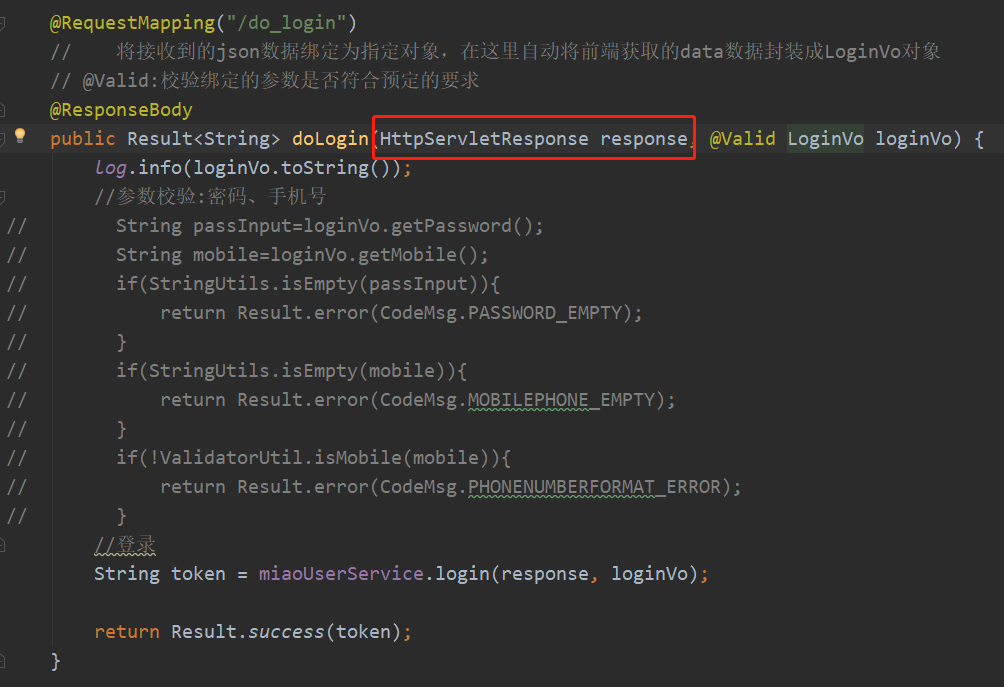 @RequestMapping("/do_login")
//    将接收到的json数据绑定为指定对象，在这里自动将前端获取的data数据封装成LoginVo对象
// @Valid:校验绑定的参数是否符合预定的要求
@ResponseBody
public Result<String> doLogin(HttpServletResponse response, @Valid LoginVo loginVo) {
    log.info(loginVo.toString());
    //参数校验:密码、手机号
//        String passInput=loginVo.getPassword();
//        String mobile=loginVo.getMobile();
//        if(StringUtils.isEmpty(passInput)){
//            return Result.error(CodeMsg.PASSWORD_EMPTY);
//        }
//        if(StringUtils.isEmpty(mobile)){
//            return Result.error(CodeMsg.MOBILEPHONE_EMPTY);
//        }
//        if(!ValidatorUtil.isMobile(mobile)){
//            return Result.error(CodeMsg.PHONENUMBERFORMAT_ERROR);
//        }
    //登录
    String token = miaoUserService.login(response, loginVo);
    return Result.success(token);
}